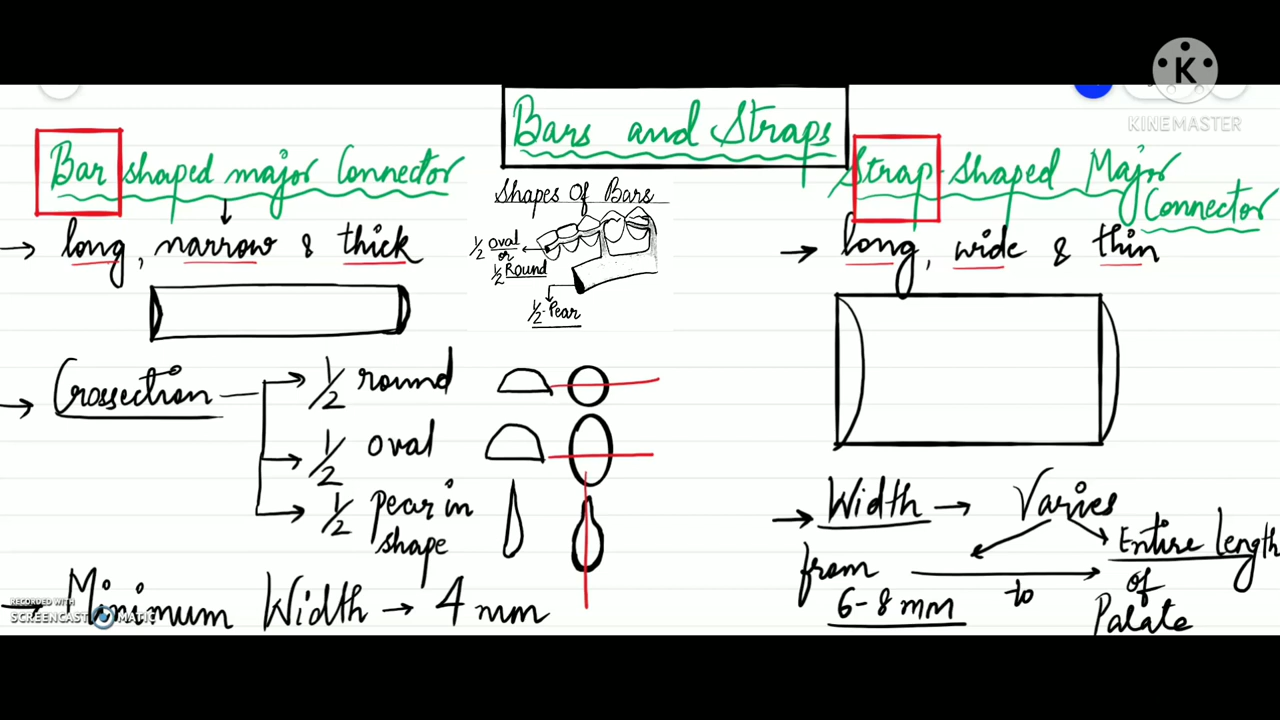 K
KINEMASTER
Bars and Straps
Bar shaped major Connector
→ long, narrow & thick
Shapes Of Bars
1/2 Oval
or
1/2 Round
1/2-Pear
→ Crossection
→ 1/2 round
→ 1/2 oval
→ 1/2 pear in
shape
→ Minimum Width → 4 mm
Strap-shaped Major
Connector
→ long, wide & thin
→ Width → Varies
from
6-8 mm
to
Entire length
of
Palate
RECORDED WITH
SCREENCAST MATIC